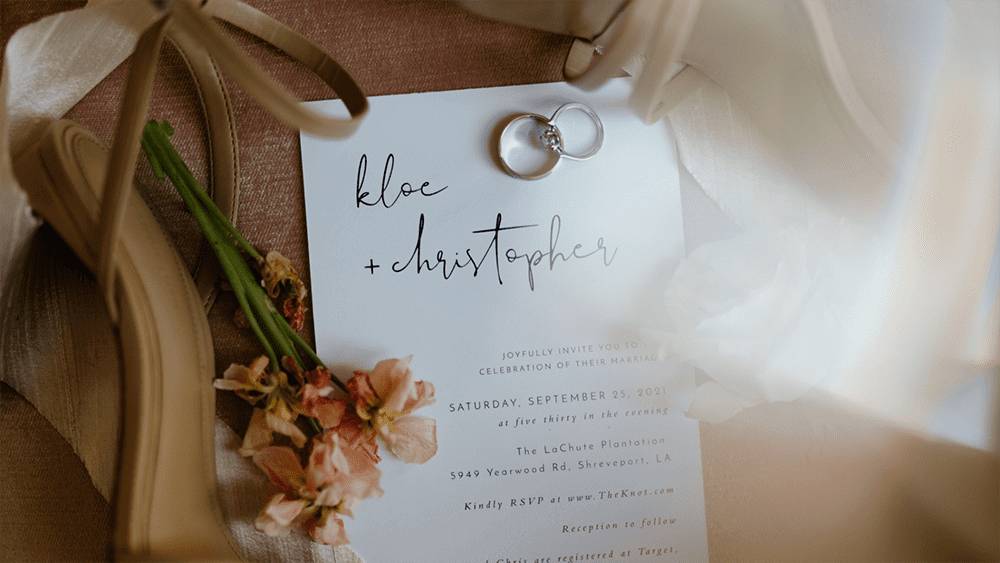 kloe
+ christopher
JOYFULLY INVITE YOU TO
CELEBRATION OF THEIR MARRIAG
SATURDAY, SEPTEMBER 25, 2021
at five thirty in the evening
The LaChute Plantation
5949 Yearwood Rd, Shreveport, LA
Kindly RSVP at www.TheKnot.com
Reception to follow
Chris are registered at Target,